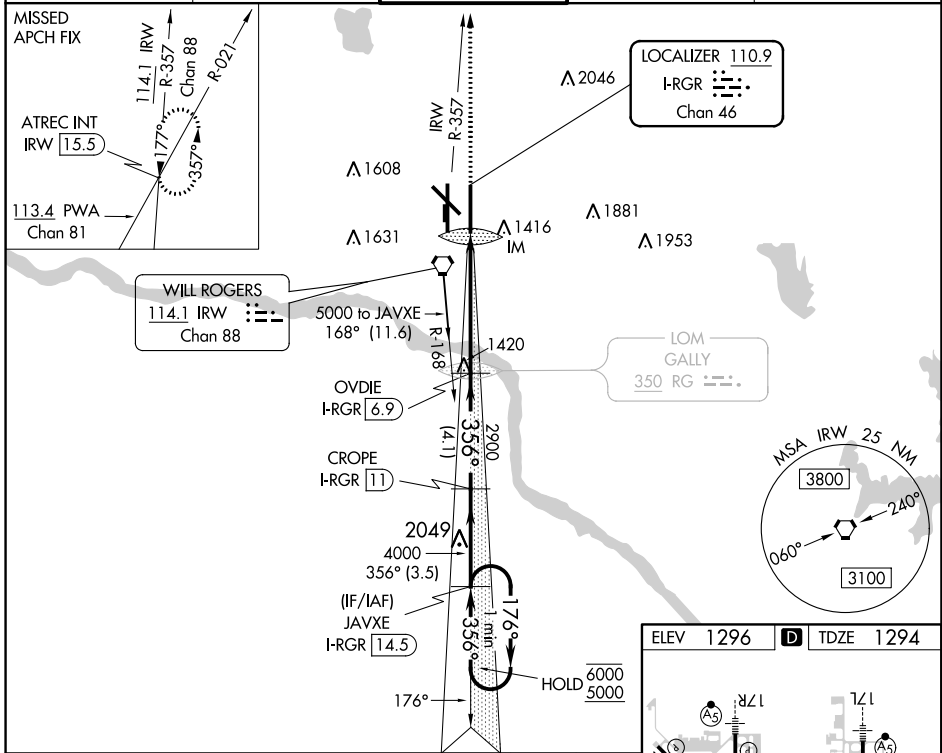 MISSED
APCH FIX
114.1 IRW
R-357
Chan 88
R-021
ATREC INT
IRW 15.5
177°
357°
113.4 PWA
Chan 81
IRW
R-357
2046
LOCALIZER 110.9
I-RGR
Chan 46
1608
1631
1416
IM
1881
1953
WILL ROGERS
114.1 IRW
Chan 88
5000 to JAVXE
168° (11.6)
R-168
1420
LOM
GALLY
350 RG
OVDIE
I-RGR 6.9
356°
(4.1)
2900
CROPE
I-RGR 11
2049
4000
356° (3.5)
(IF/IAF)
JAVXE
I-RGR 14.5
356°
1 min
176°
HOLD 6000
5000
176°
MSA IRW 25 NM
3800
240°
060°
3100
ELEV 1296 D TDZE 1294
17R
17L
A5
A5